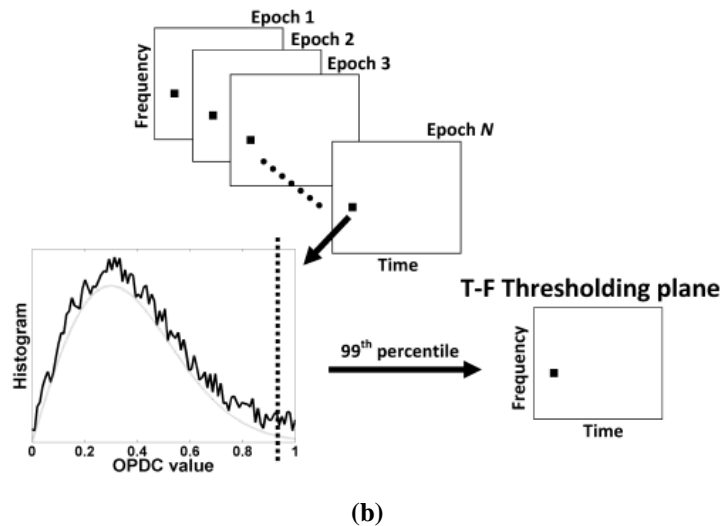 Epoch 1
Epoch 2
Epoch 3
Epoch N
Frequency
Time
T-F Thresholding plane
Histogram
99th percentile
Frequency
0 0.2 0.4 0.6 0.8 1
OPDC value
Time
(b)